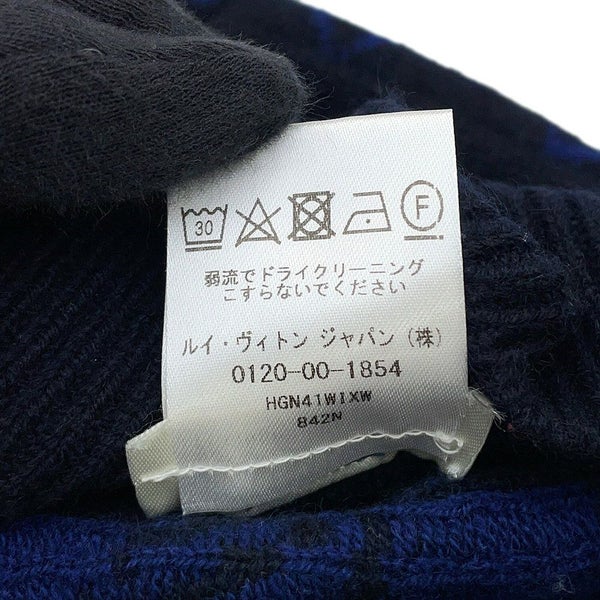 30 F
弱流でドライクリーニング
こすらないでください
ルイ・ヴィトン ジャパン (株)
0120-00-1854
HGN41WIXW
842N